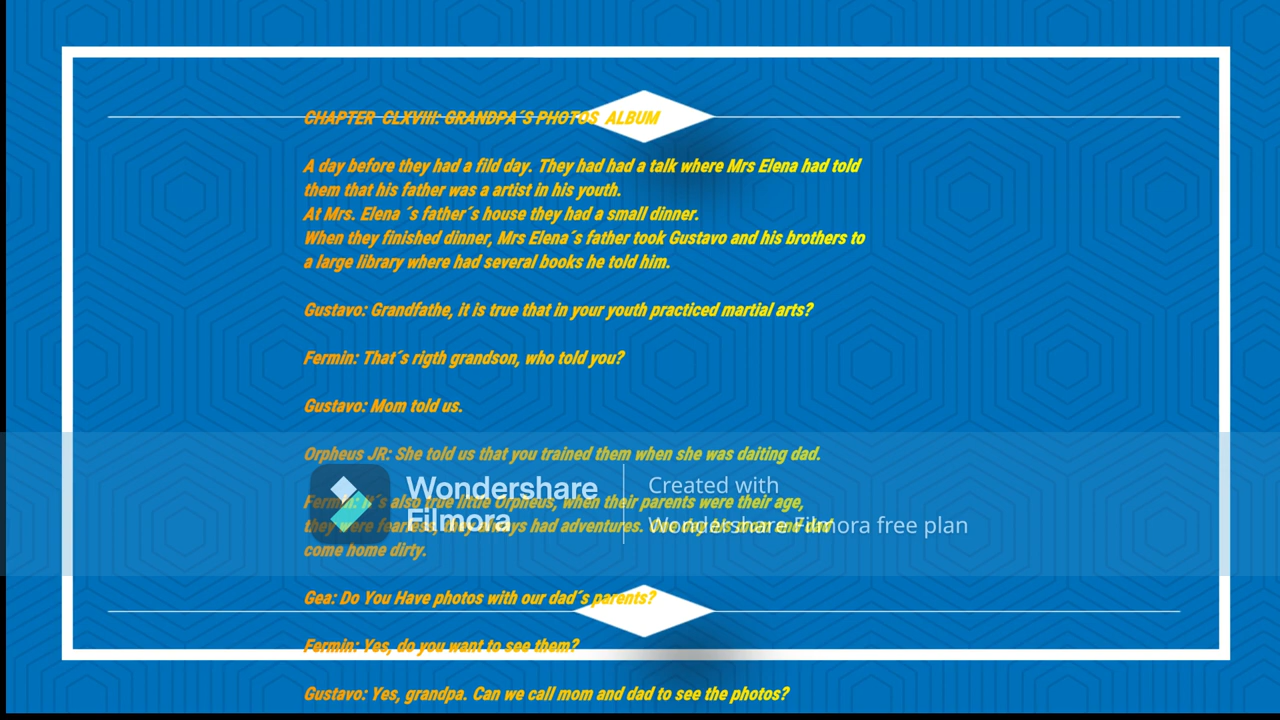 CHAPTER CLXVIII: GRANDPA´S PHOTOS ALBUM
A day before they had a fild day. They had had a talk where Mrs Elena had told
them that his father was a artist in his youth.
At Mrs. Elena ´s father´s house they had a small dinner.
When they finished dinner, Mrs Elena´s father took Gustavo and his brothers to
a large library where had several books he told him.
Gustavo: Grandfathe, it is true that in your youth practiced martial arts?
Fermin: That´s rigth grandson, who told you?
Gustavo: Mom told us.
Orpheus JR: She told us that you trained them when she was daiting dad.
Fermin: it´s also true little Orpheus, when their parents were their age,
they were fearless, they always had adventures. and dad
come home dirty.
Wondershare
Filmora
Created with
Wondershare Filmora free plan
Gea: Do You Have photos with our dad´s parents?
Fermin: Yes, do you want to see them?
Gustavo: Yes, grandpa. Can we call mom and dad to see the photos?